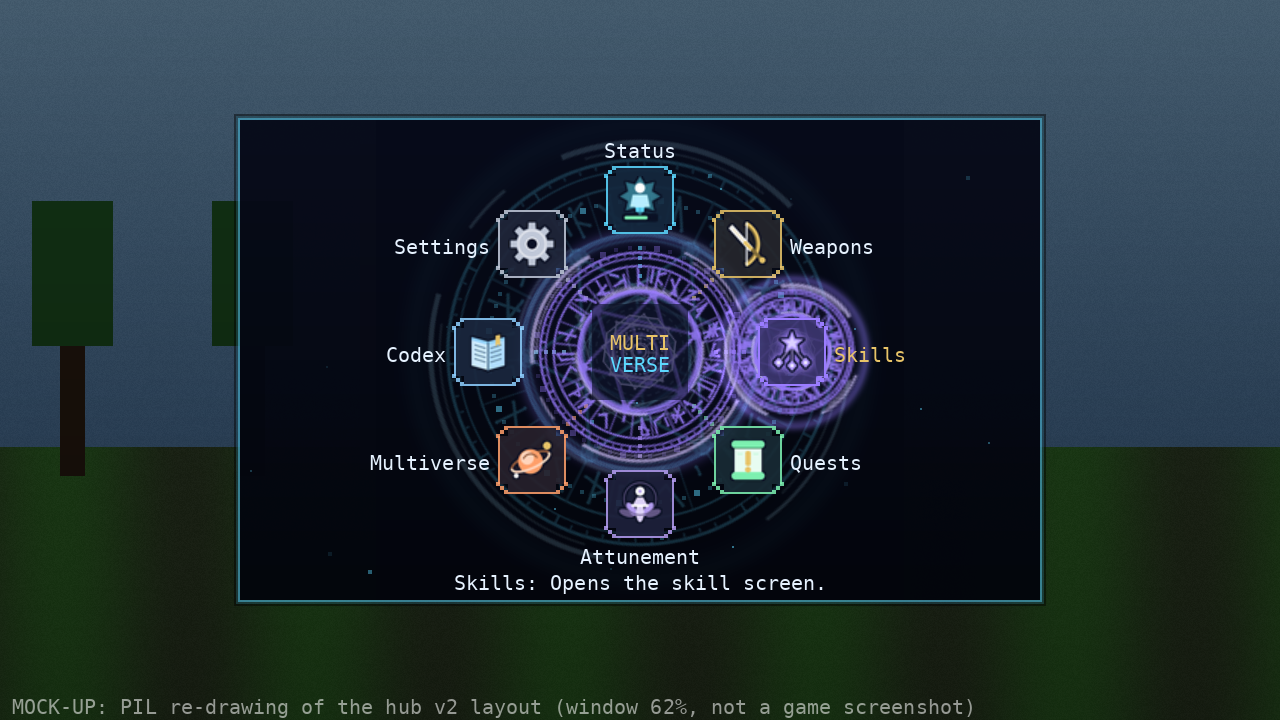 Status
Settings
Weapons
MULTI
VERSE
Codex
Skills
Multiverse
Quests
Attunement
Skills: Opens the skill screen.
MOCK-UP: PIL re-drawing of the hub v2 layout (window 62%, not a game screenshot)